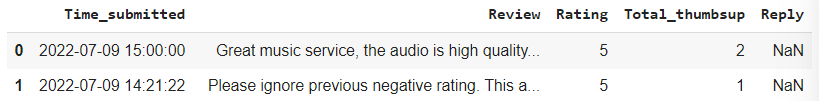 Time_submitted Review Rating Total_thumbsup Reply
0 2022-07-09 15:00:00 Great music service, the audio is high quality... 5 2 NaN
1 2022-07-09 14:21:22 Please ignore previous negative rating. This a... 5 1 NaN